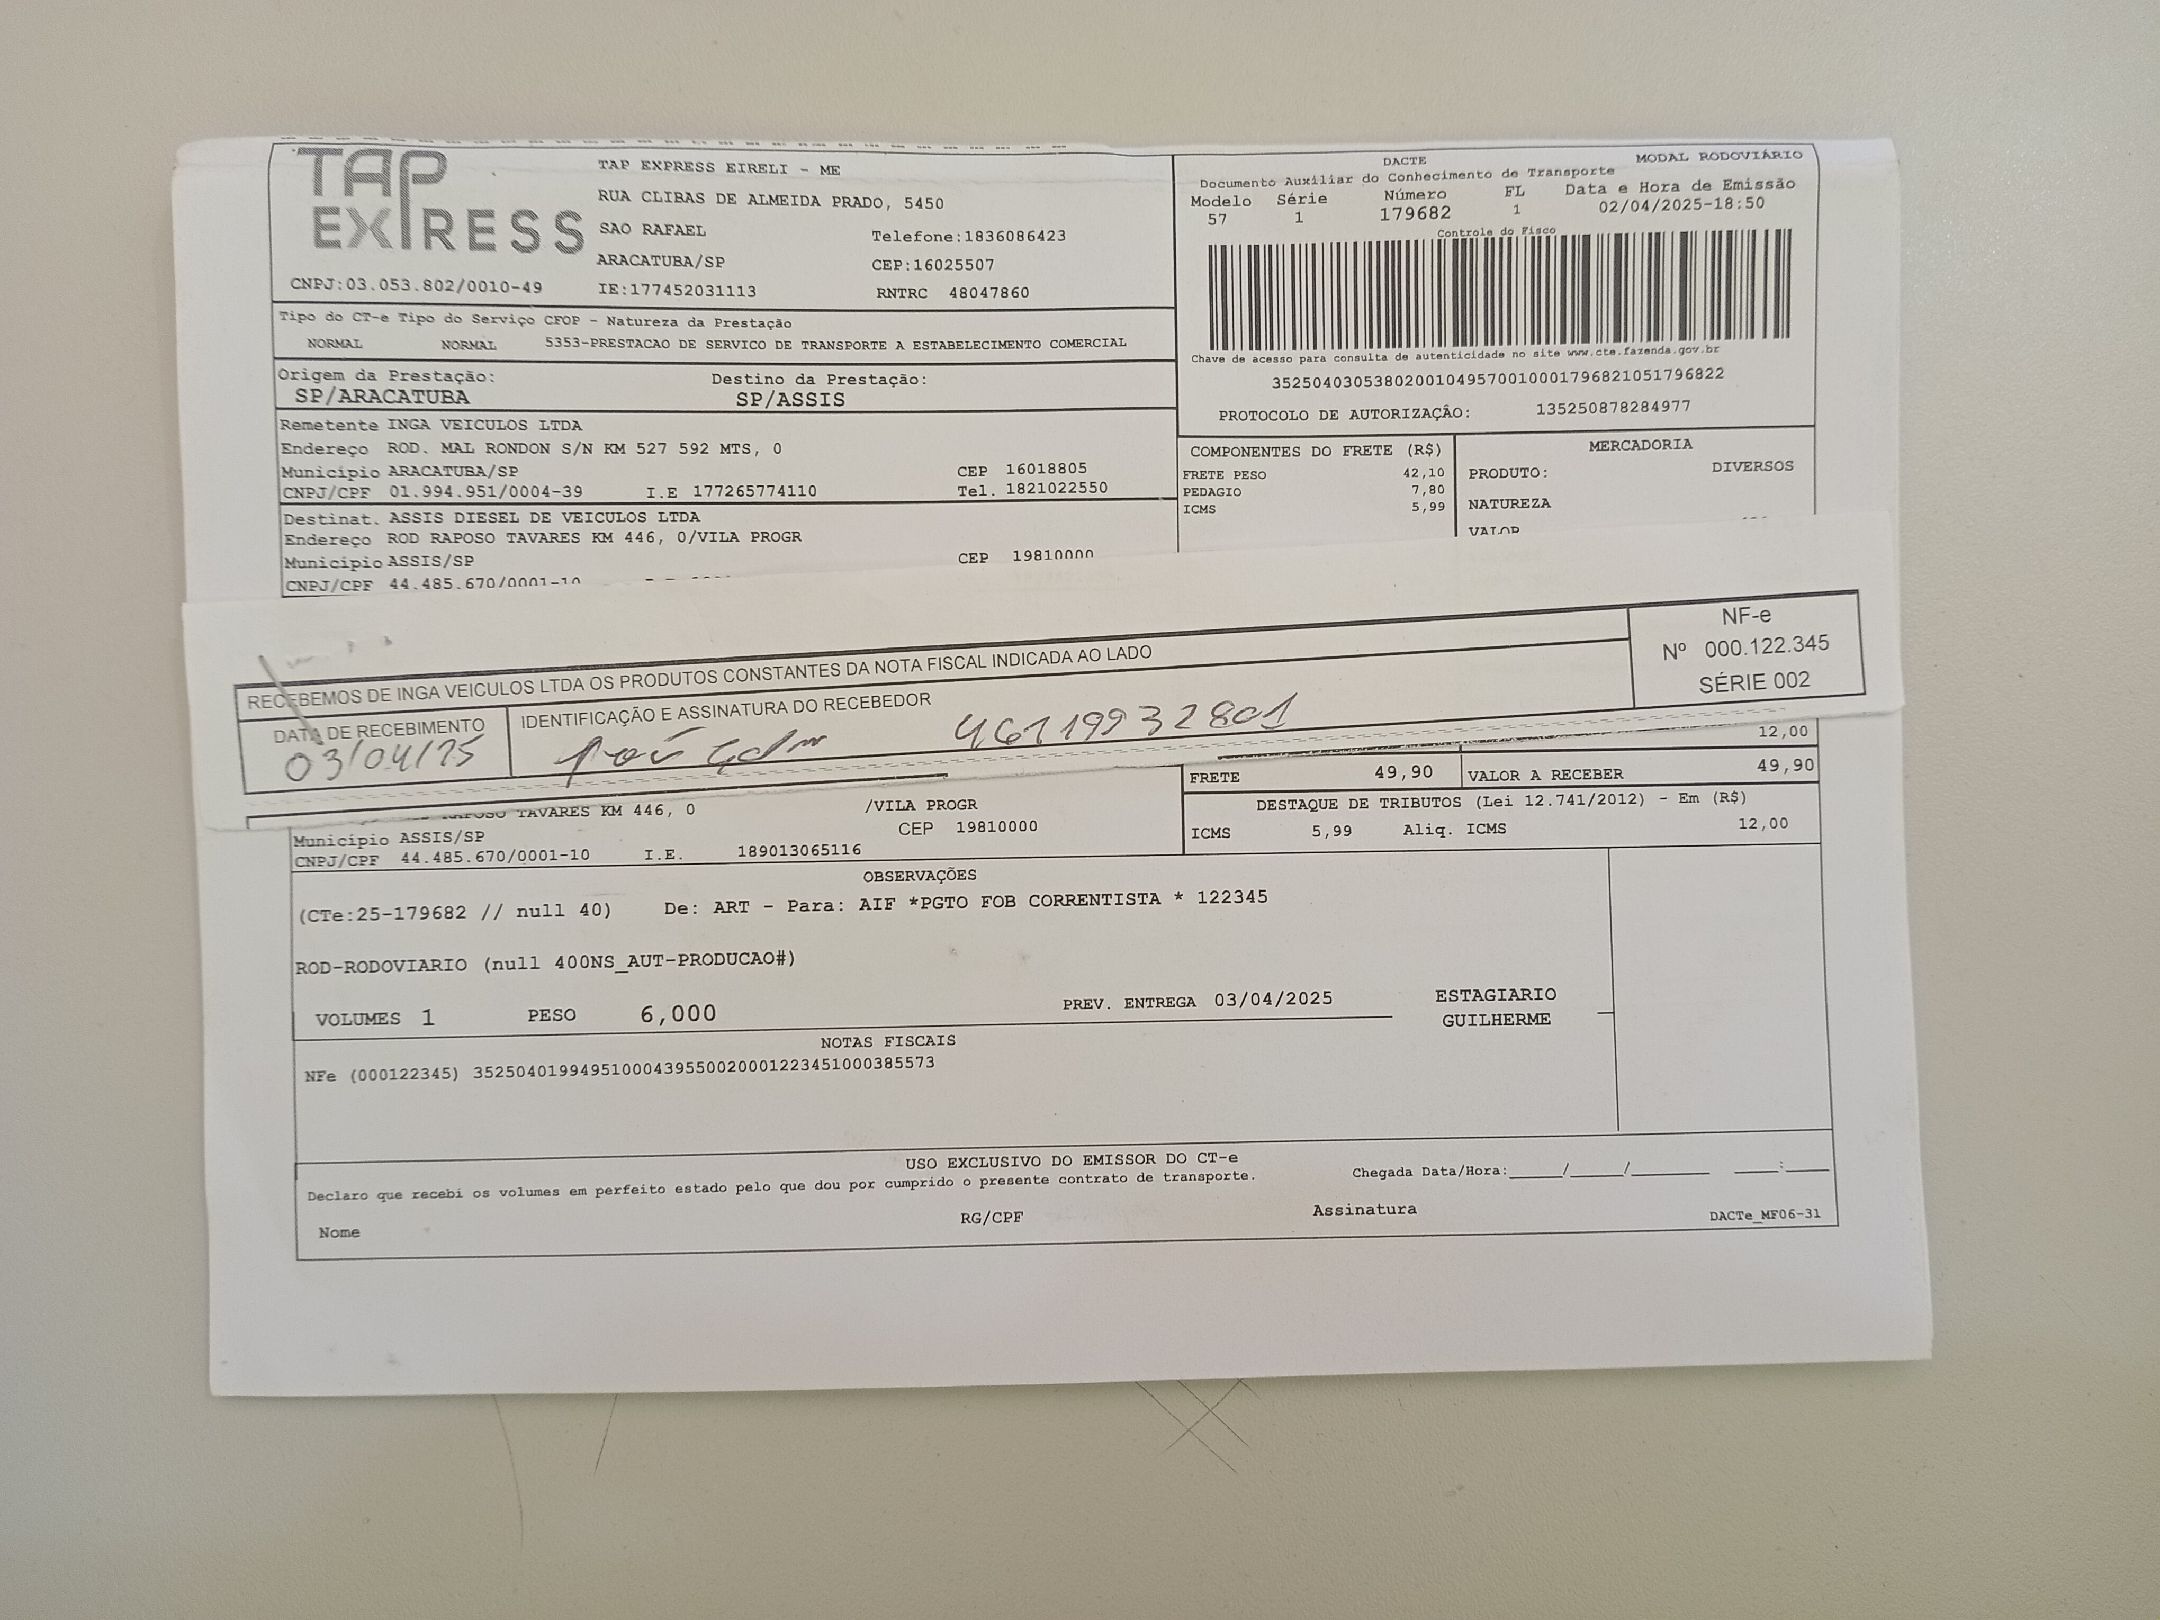 TAP EXPRESS
TAP EXPRESS EIRELI - ME
RUA CLIBAS DE ALMEIDA PRADO, 5450
SAO RAFAEL Telefone:1836086423
ARACATUBA/SP CEP:16025507
CNPJ:03.053.802/0010-49 IE:177452031113 RNTRC 48047860
DACTE MODAL RODOVIÁRIO
Documento Auxiliar do Conhecimento de Transporte
Modelo Série Número FL Data e Hora de Emissão
57 1 179682 1 02/04/2025-18:50
Controle do Fisco
Chave de acesso para consulta de autenticidade no site www.cte.fazenda.gov.br
35250403053802001049570010001796821051796822
PROTOCOLO DE AUTORIZAÇÃO: 135250878284977
Tipo do CT-e Tipo do Serviço CFOP - Natureza da Prestação
NORMAL NORMAL 5353-PRESTACAO DE SERVICO DE TRANSPORTE A ESTABELECIMENTO COMERCIAL
Origem da Prestação: Destino da Prestação:
SP/ARACATUBA SP/ASSIS
Remetente INGA VEICULOS LTDA
Endereço ROD. MAL RONDON S/N KM 527 592 MTS, 0
Município ARACATUBA/SP CEP 16018805
CNPJ/CPF 01.994.951/0004-39 I.E 177265774110 Tel. 1821022550
COMPONENTES DO FRETE (R$) MERCADORIA
FRETE PESO 42,10 PRODUTO: DIVERSOS
PEDAGIO 7,80
ICMS 5,99 NATUREZA
VALOR
Destinat. ASSIS DIESEL DE VEICULOS LTDA
Endereço ROD RAPOSO TAVARES KM 446, 0/VILA PROGR
Município ASSIS/SP CEP 19810000
CNPJ/CPF 44.485.670/0001-10
RECEBEMOS DE INGA VEICULOS LTDA OS PRODUTOS CONSTANTES DA NOTA FISCAL INDICADA AO LADO
NF-e
Nº 000.122.345
SÉRIE 002
DATA DE RECEBIMENTO IDENTIFICAÇÃO E ASSINATURA DO RECEBEDOR
03/04/25 46119932801
12,00
FRETE 49,90 VALOR A RECEBER 49,90
TAVARES KM 446, 0 /VILA PROGR
Município ASSIS/SP CEP 19810000
CNPJ/CPF 44.485.670/0001-10 I.E. 189013065116
DESTAQUE DE TRIBUTOS (Lei 12.741/2012) - Em (R$)
ICMS 5,99 Aliq. ICMS 12,00
OBSERVAÇÕES
(CTe:25-179682 // null 40) De: ART - Para: AIF *PGTO FOB CORRENTISTA * 122345
ROD-RODOVIARIO (null 400NS_AUT-PRODUCAO#)
VOLUMES 1 PESO 6,000 PREV. ENTREGA 03/04/2025 ESTAGIARIO
GUILHERME
NOTAS FISCAIS
NFe (000122345) 35250401994951000439550020001223451000385573
USO EXCLUSIVO DO EMISSOR DO CT-e
Declaro que recebi os volumes em perfeito estado pelo que dou por cumprido o presente contrato de transporte. Chegada Data/Hora:____/____/______ ___:___
Nome RG/CPF Assinatura DACTe_MF06-31